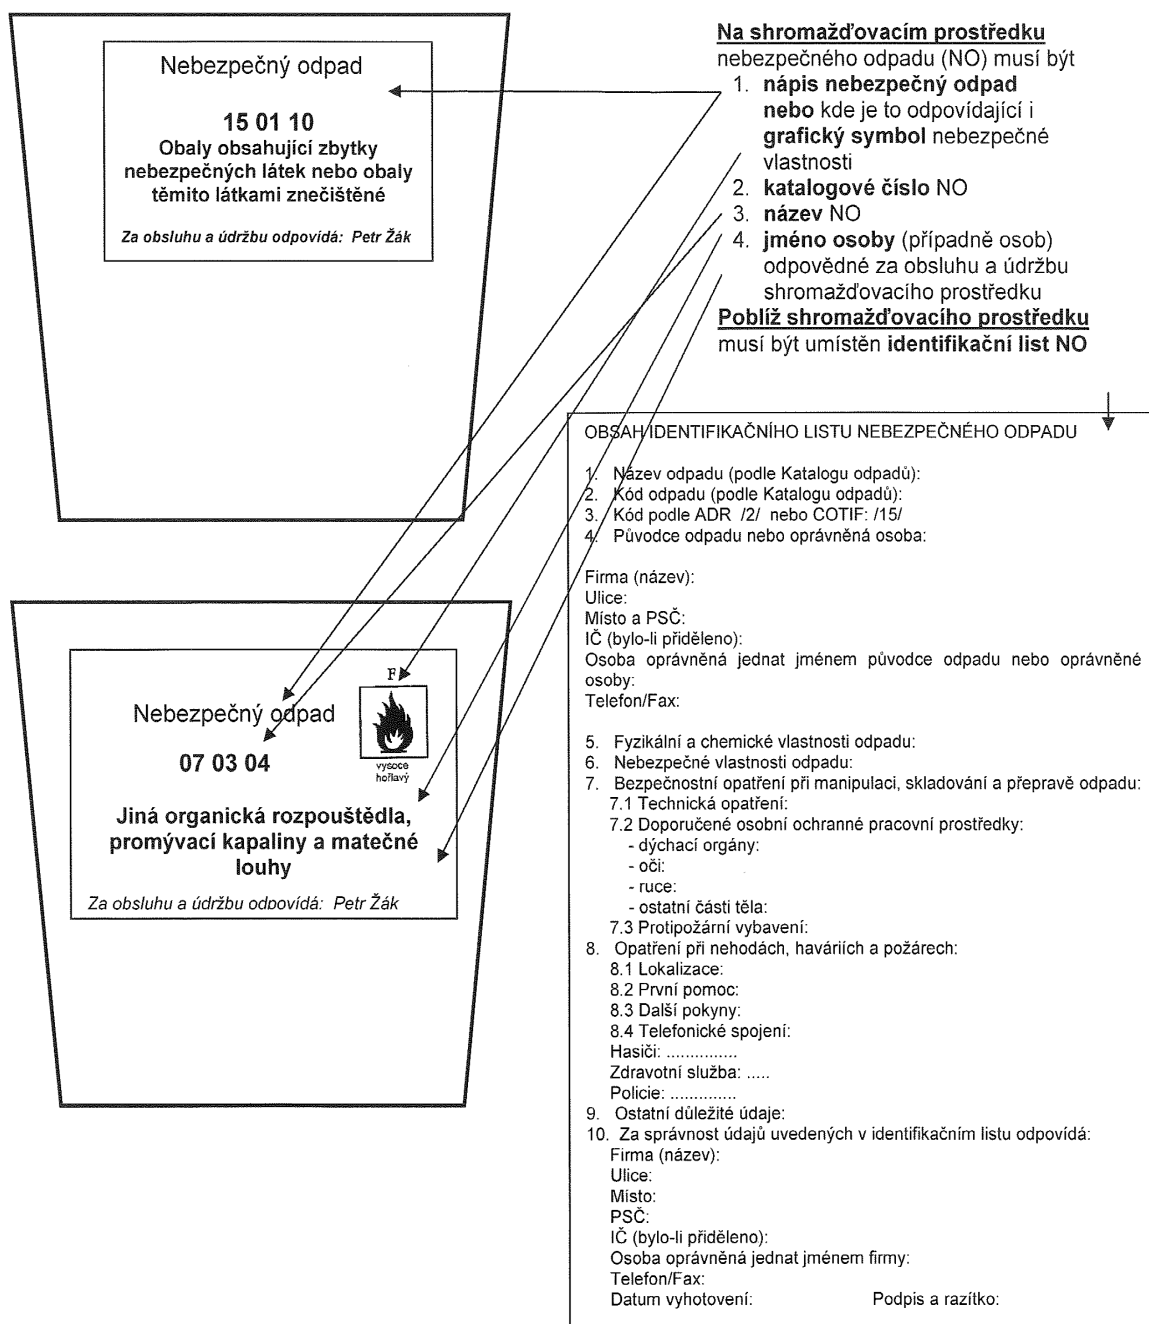 Nebezpečný odpad
15 01 10
Obaly obsahující zbytky
nebezpečných látek nebo obaly
těmito látkami znečištěné
Za obsluhu a údržbu odpovídá: Petr Žák
Na shromažďovacím prostředku
nebezpečného odpadu (NO) musí být
1. nápis nebezpečný odpad
nebo kde je to odpovídající i
grafický symbol nebezpečné
vlastnosti
2. katalogové číslo NO
3. název NO
4. jméno osoby (případně osob)
odpovědné za obsluhu a údržbu
shromažďovacího prostředku
Poblíž shromažďovacího prostředku
musí být umístěn identifikační list NO
F
Nebezpečný odpad
07 03 04
vysoce
hořlavý
Jiná organická rozpouštědla,
promývací kapaliny a matečné
louhy
Za obsluhu a údržbu odpovídá: Petr Žák
OBSAH IDENTIFIKAČNÍHO LISTU NEBEZPEČNÉHO ODPADU
1. Název odpadu (podle Katalogu odpadů):
2. Kód odpadu (podle Katalogu odpadů):
3. Kód podle ADR /2/ nebo COTIF: /15/
4. Původce odpadu nebo oprávněná osoba:
Firma (název):
Ulice:
Místo a PSČ:
IČ (bylo-li přiděleno):
Osoba oprávněná jednat jménem původce odpadu nebo oprávněné
osoby:
Telefon/Fax:
5. Fyzikální a chemické vlastnosti odpadu:
6. Nebezpečné vlastnosti odpadu:
7. Bezpečnostní opatření při manipulaci, skladování a přepravě odpadu:
7.1 Technická opatření:
7.2 Doporučené osobní ochranné pracovní prostředky:
- dýchací orgány:
- oči:
- ruce:
- ostatní části těla:
7.3 Protipožární vybavení:
8. Opatření při nehodách, haváriích a požárech:
8.1 Lokalizace:
8.2 První pomoc:
8.3 Další pokyny:
8.4 Telefonické spojení:
Hasiči: ...............
Zdravotní služba: .....
Policie: ..............
9. Ostatní důležité údaje:
10. Za správnost údajů uvedených v identifikačním listu odpovídá:
Firma (název):
Ulice:
Místo:
PSČ:
IČ (bylo-li přiděleno):
Osoba oprávněná jednat jménem firmy:
Telefon/Fax:
Datum vyhotovení: Podpis a razítko: